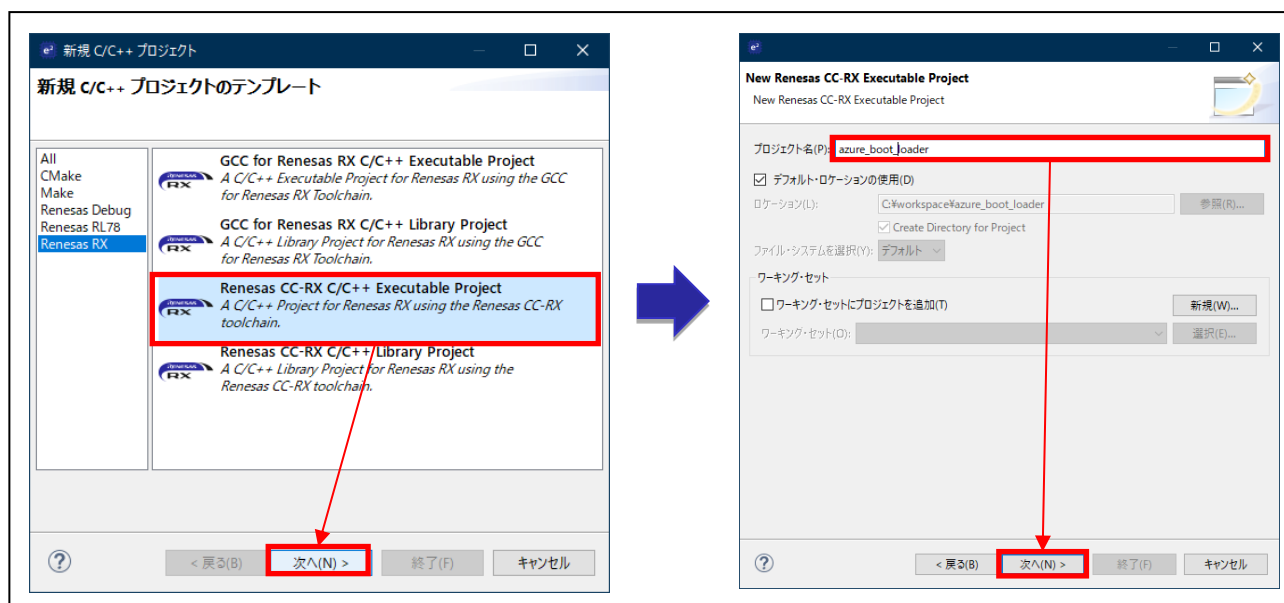 e² 新規 C/C++ プロジェクト
新規 C/C++ プロジェクトのテンプレート
All
CMake
Make
Renesas Debug
Renesas RL78
Renesas RX
RENESAS RX
GCC for Renesas RX C/C++ Executable Project
A C/C++ Executable Project for Renesas RX using the GCC
for Renesas RX Toolchain.
RENESAS RX
GCC for Renesas RX C/C++ Library Project
A C/C++ Library Project for Renesas RX using the GCC
for Renesas RX Toolchain.
RENESAS RX
Renesas CC-RX C/C++ Executable Project
A C/C++ Project for Renesas RX using the Renesas CC-RX
toolchain.
RENESAS RX
Renesas CC-RX C/C++ Library Project
A C/C++ Library Project for Renesas RX using the
Renesas CC-RX toolchain.
? < 戻る(B) 次へ(N) > 終了(F) キャンセル
e²
New Renesas CC-RX Executable Project
New Renesas CC-RX Executable Project
プロジェクト名(P): azure_boot_loader
デフォルト・ロケーションの使用(D)
ロケーション(L): C:¥workspace¥azure_boot_loader 参照(R)...
Create Directory for Project
ファイル・システムを選択(Y): デフォルト
ワーキング・セット
ワーキング・セットにプロジェクトを追加(T) 新規(W)...
ワーキング・セット(O): 選択(E)...
? < 戻る(B) 次へ(N) > 終了(F) キャンセル